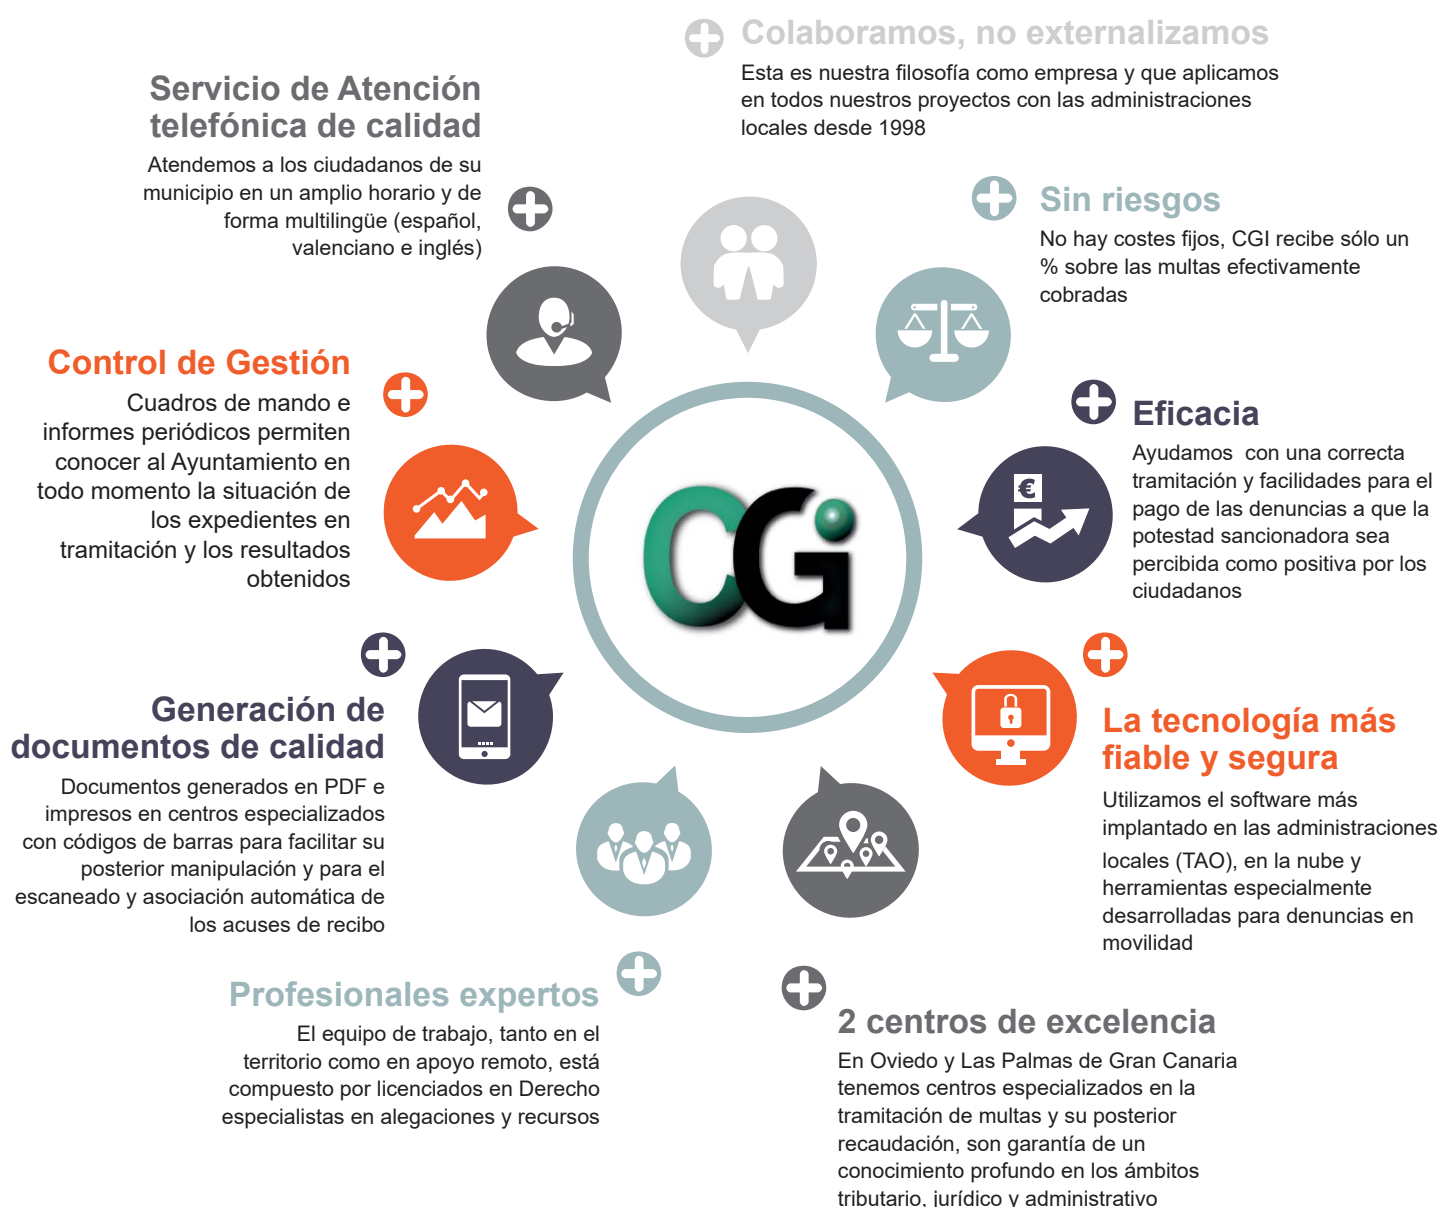 Colaboramos, no externalizamos
Esta es nuestra filosofía como empresa y que aplicamos
en todos nuestros proyectos con las administraciones
locales desde 1998
Servicio de Atención
telefónica de calidad
Atendemos a los ciudadanos de su
municipio en un amplio horario y de
forma multilingüe (español,
valenciano e inglés)
Sin riesgos
No hay costes fijos, CGI recibe sólo un
% sobre las multas efectivamente
cobradas
Control de Gestión
Cuadros de mando e
informes periódicos permiten
conocer al Ayuntamiento en
todo momento la situación de
los expedientes en
tramitación y los resultados
obtenidos
Eficacia
Ayudamos  con una correcta
tramitación y facilidades para el
pago de las denuncias a que la
potestad sancionadora sea
percibida como positiva por los
ciudadanos
€
CGi
Generación de
documentos de calidad
Documentos generados en PDF e
impresos en centros especializados
con códigos de barras para facilitar su
posterior manipulación y para el
escaneado y asociación automática de
los acuses de recibo
La tecnología más
fiable y segura
Utilizamos el software más
implantado en las administraciones
locales (TAO), en la nube y
herramientas especialmente
desarrolladas para denuncias en
movilidad
Profesionales expertos
El equipo de trabajo, tanto en el
territorio como en apoyo remoto, está
compuesto por licenciados en Derecho
especialistas en alegaciones y recursos
2 centros de excelencia
En Oviedo y Las Palmas de Gran Canaria
tenemos centros especializados en la
tramitación de multas y su posterior
recaudación, son garantía de un
conocimiento profundo en los ámbitos
tributario, jurídico y administrativo